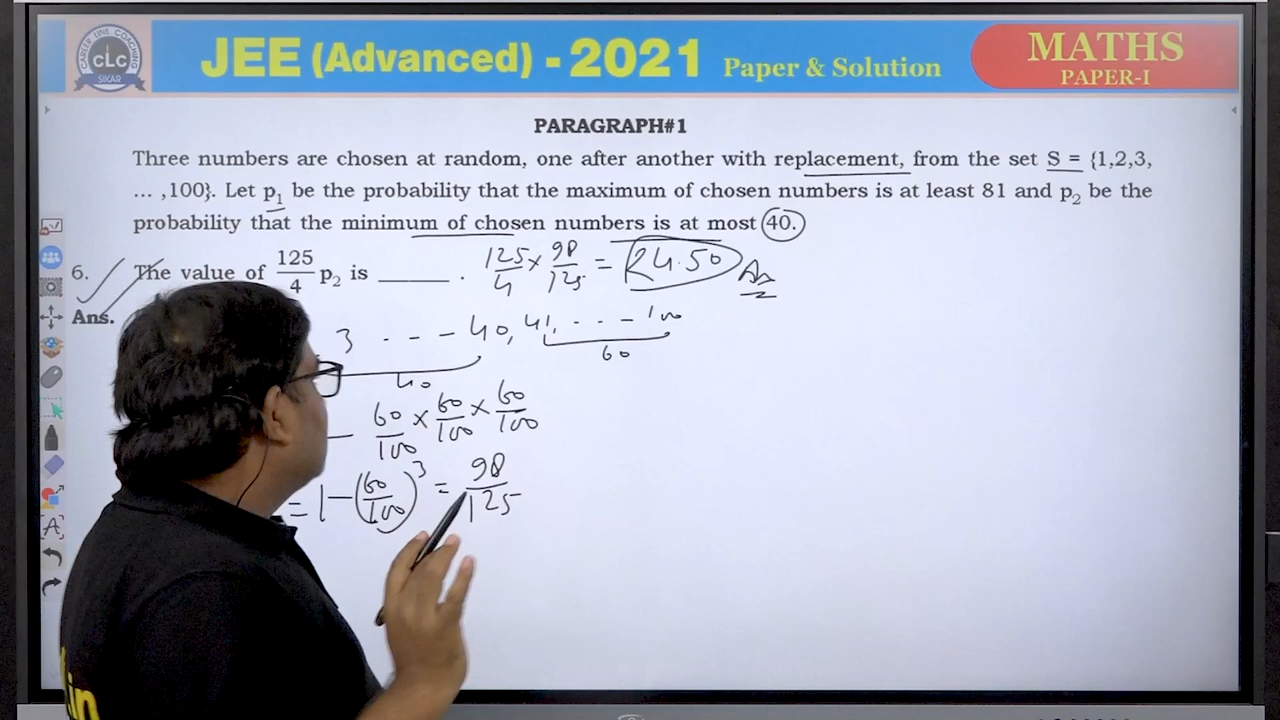 CAREER LINE COACHING
CLC
SIKAR
JEE (Advanced) - 2021 Paper & Solution
MATHS
PAPER-I
PARAGRAPH#1
Three numbers are chosen at random, one after another with replacement, from the set S = {1,2,3,
... ,100}. Let p₁ be the probability that the maximum of chosen numbers is at least 81 and p₂ be the
probability that the minimum of chosen numbers is at most 40.
6. The value of 125/4 p₂ is ______ . 125/4 × 98/125 = 24.50 Ans
Ans.
3 - - - 40, 41, - - - 100
40 60
– 60/100 × 60/100 × 60/100
= 1 – (60/100)³ = 98/125
in